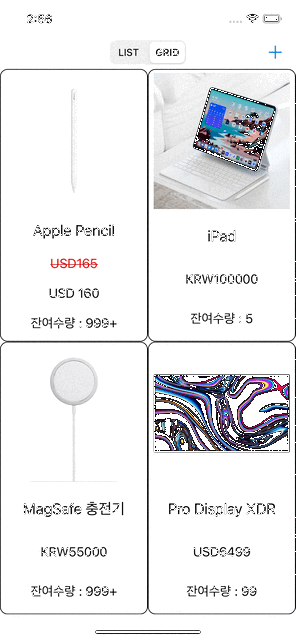 2:56
LIST GRID +
Apple Pencil
USD165
USD 160
잔여수량 : 999+
iPad
KRW100000
잔여수량 : 5
MagSafe 충전기
KRW55000
잔여수량 : 999+
Pro Display XDR
USD6499
잔여수량 : 99